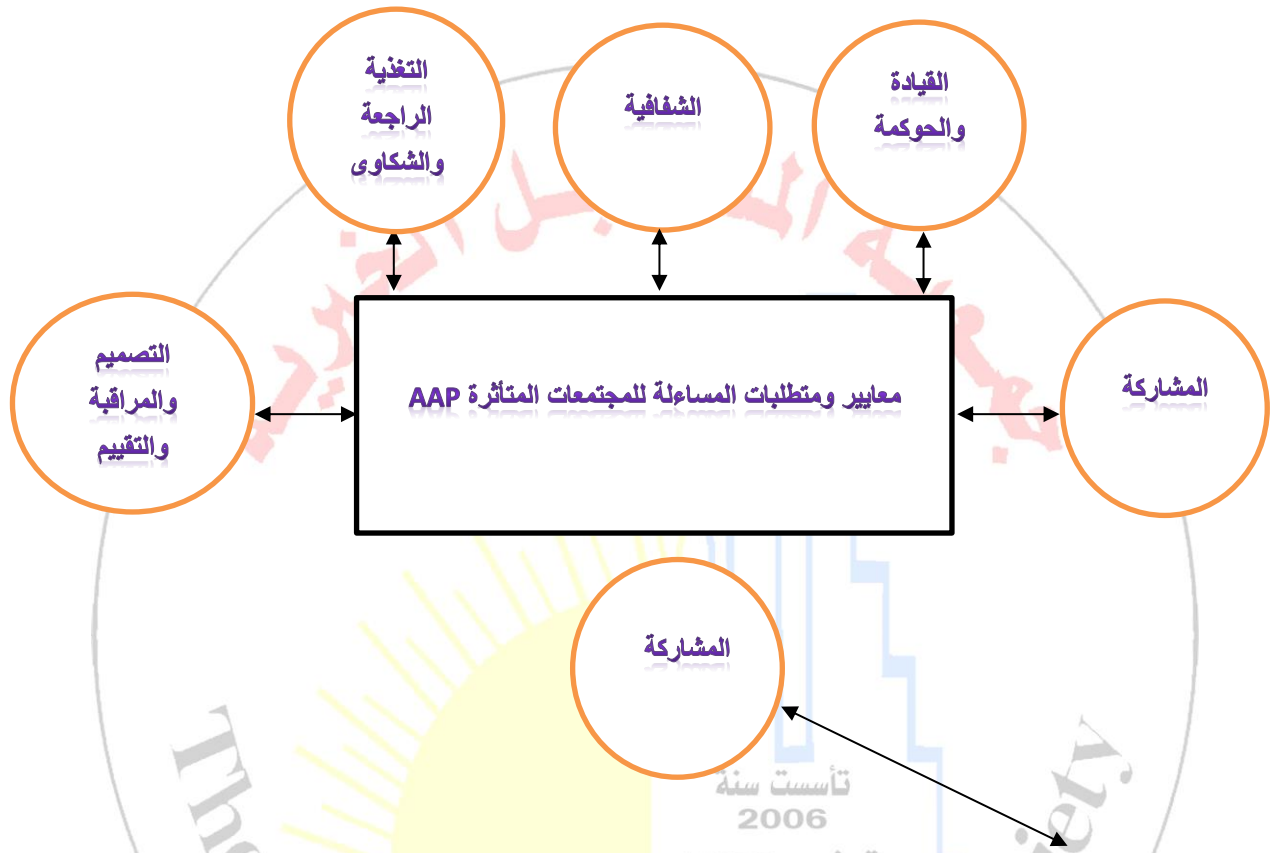 القيادة
والحوكمة
الشفافية
التغذية
الراجعة
والشكاوى
المشاركة
معايير ومتطلبات المساءلة للمجتمعات المتأثرة AAP
التصميم
والمراقبة
والتقييم
المشاركة
تأسست سنة
2006